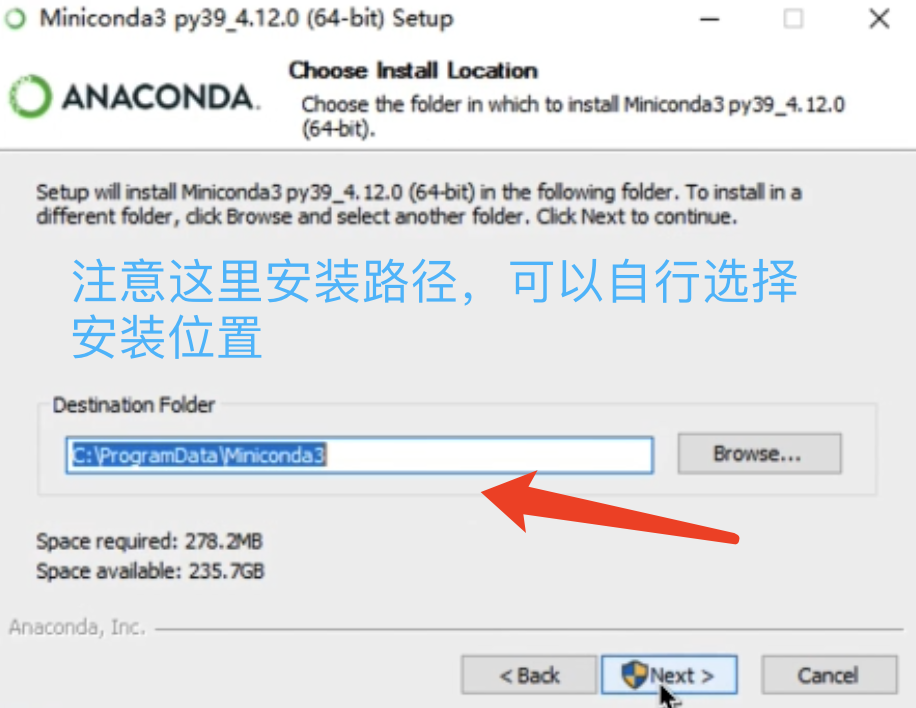 Miniconda3 py39_4.12.0 (64-bit) Setup
ANACONDA.
Choose Install Location
Choose the folder in which to install Miniconda3 py39_4.12.0
(64-bit).
Setup will install Miniconda3 py39_4.12.0 (64-bit) in the following folder. To install in a
different folder, click Browse and select another folder. Click Next to continue.
注意这里安装路径，可以自行选择
安装位置
Destination Folder
C:\ProgramData\Miniconda3
Browse...
Space required: 278.2MB
Space available: 235.7GB
Anaconda, Inc.
< Back
Next >
Cancel